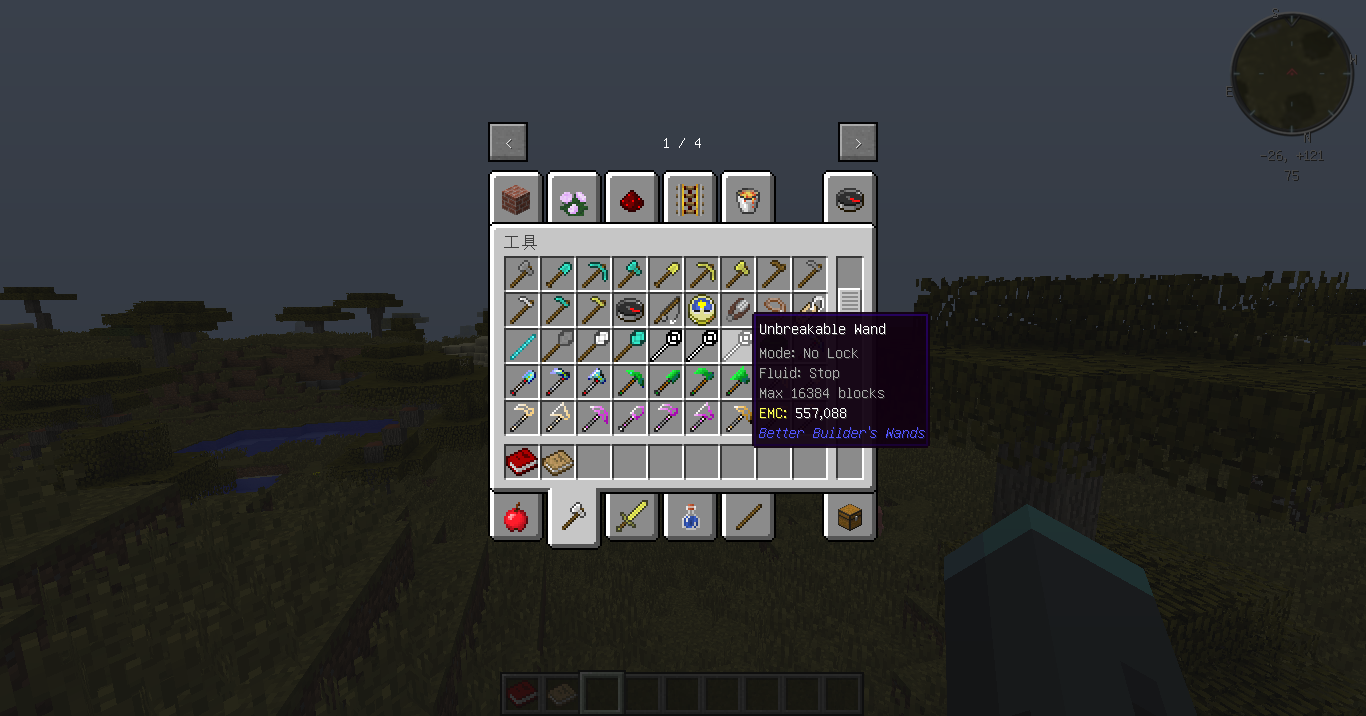 S
W
E
N
-26, +121
75
<
1 / 4
>
工具
Unbreakable Wand
Mode: No Lock
Fluid: Stop
Max 16384 blocks
EMC: 557,088
Better Builder's Wands